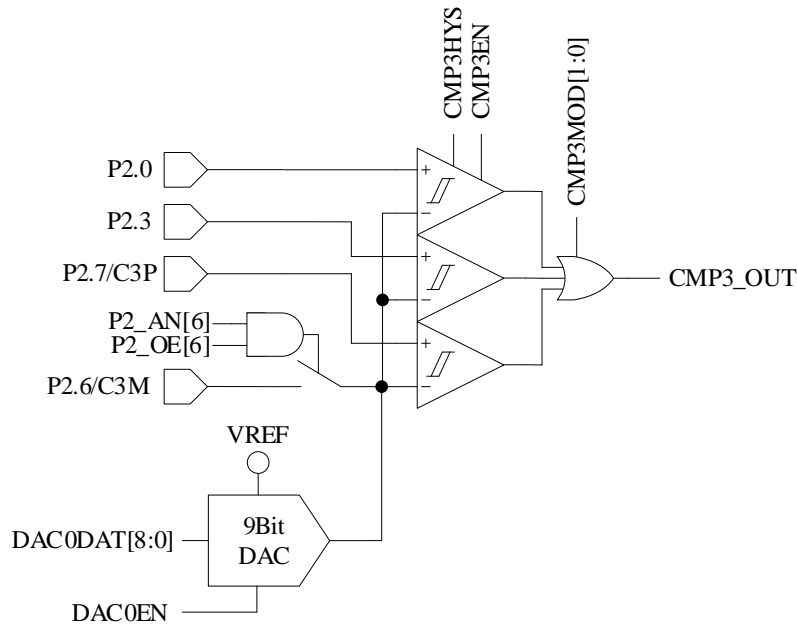 CMP3HYS
CMP3EN
CMP3MOD[1:0]
P2.0
+
−
P2.3
+
−
P2.7/C3P
+
−
CMP3_OUT
P2_AN[6]
P2_OE[6]
P2.6/C3M
VREF
9Bit
DAC
DAC0DAT[8:0]
DAC0EN